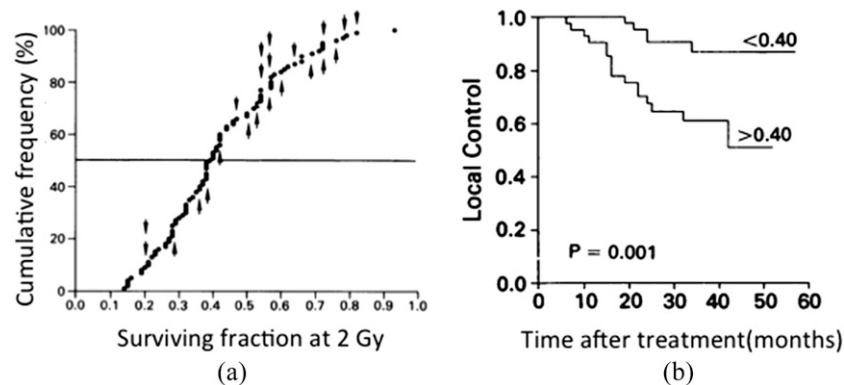 Cumulative frequency (%)
100
80
60
40
20
0
0.0 0.1 0.2 0.3 0.4 0.5 0.6 0.7 0.8 0.9 1.0
Surviving fraction at 2 Gy
(a)
Local Control
1.0
0.8
0.6
0.4
0.2
0.0
<0.40
>0.40
P = 0.001
0 10 20 30 40 50 60
Time after treatment(months)
(b)